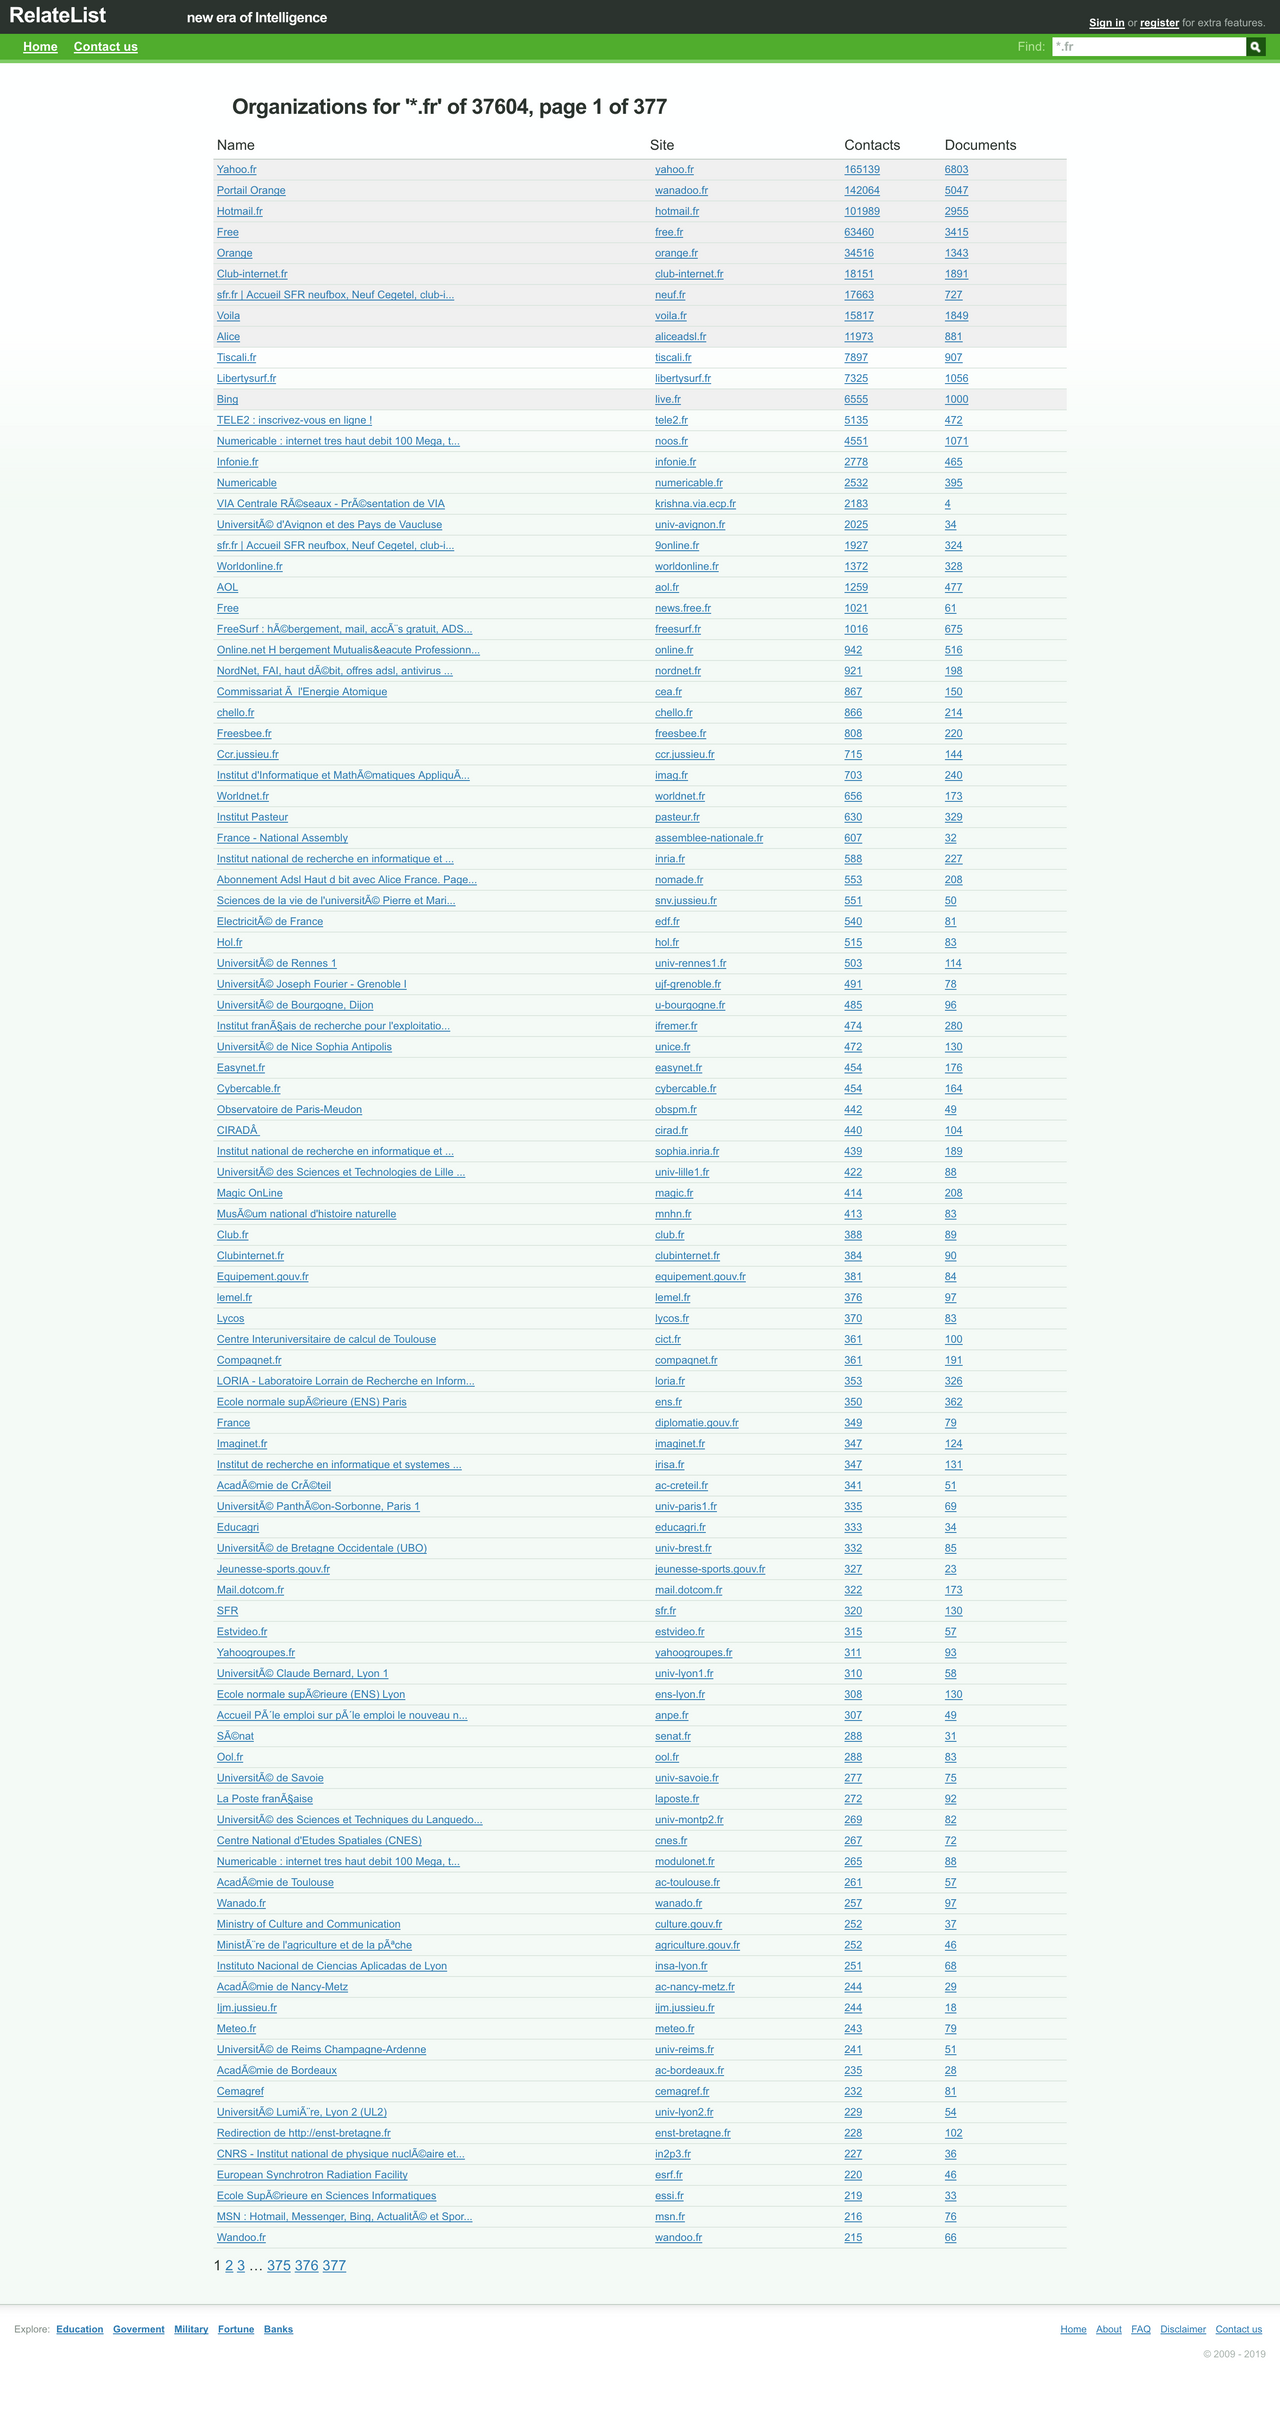 RelateList new era of Intelligence Sign in or register for extra features.
Home Contact us Find: *.fr
Organizations for '*.fr' of 37604, page 1 of 377
Name Site Contacts Documents
Yahoo.fr yahoo.fr 165139 6803
Portail Orange wanadoo.fr 142064 5047
Hotmail.fr hotmail.fr 101989 2955
Free free.fr 63460 3415
Orange orange.fr 34516 1343
Club-internet.fr club-internet.fr 18151 1891
sfr.fr | Accueil SFR neufbox, Neuf Cegetel, club-i... neuf.fr 17663 727
Voila voila.fr 15817 1849
Alice aliceadsl.fr 11973 881
Tiscali.fr tiscali.fr 7897 907
Libertysurf.fr libertysurf.fr 7325 1056
Bing live.fr 6555 1000
TELE2 : inscrivez-vous en ligne ! tele2.fr 5135 472
Numericable : internet tres haut debit 100 Mega, t... noos.fr 4551 1071
Infonie.fr infonie.fr 2778 465
Numericable numericable.fr 2532 395
VIA Centrale RÃ©seaux - PrÃ©sentation de VIA krishna.via.ecp.fr 2183 4
UniversitÃ© d'Avignon et des Pays de Vaucluse univ-avignon.fr 2025 34
sfr.fr | Accueil SFR neufbox, Neuf Cegetel, club-i... 9online.fr 1927 324
Worldonline.fr worldonline.fr 1372 328
AOL aol.fr 1259 477
Free news.free.fr 1021 61
FreeSurf : hÃ©bergement, mail, accÃ¨s gratuit, ADS... freesurf.fr 1016 675
Online.net H bergement Mutualis&eacute Professionn... online.fr 942 516
NordNet, FAI, haut dÃ©bit, offres adsl, antivirus ... nordnet.fr 921 198
Commissariat Ã  l'Energie Atomique cea.fr 867 150
chello.fr chello.fr 866 214
Freesbee.fr freesbee.fr 808 220
Ccr.jussieu.fr ccr.jussieu.fr 715 144
Institut d'Informatique et MathÃ©matiques AppliquÃ... imag.fr 703 240
Worldnet.fr worldnet.fr 656 173
Institut Pasteur pasteur.fr 630 329
France - National Assembly assemblee-nationale.fr 607 32
Institut national de recherche en informatique et ... inria.fr 588 227
Abonnement Adsl Haut d bit avec Alice France. Page... nomade.fr 553 208
Sciences de la vie de l'universitÃ© Pierre et Mari... snv.jussieu.fr 551 50
ElectricitÃ© de France edf.fr 540 81
Hol.fr hol.fr 515 83
UniversitÃ© de Rennes 1 univ-rennes1.fr 503 114
UniversitÃ© Joseph Fourier - Grenoble I ujf-grenoble.fr 491 78
UniversitÃ© de Bourgogne, Dijon u-bourgogne.fr 485 96
Institut franÃ§ais de recherche pour l'exploitatio... ifremer.fr 474 280
UniversitÃ© de Nice Sophia Antipolis unice.fr 472 130
Easynet.fr easynet.fr 454 176
Cybercable.fr cybercable.fr 454 164
Observatoire de Paris-Meudon obspm.fr 442 49
CIRADÂ  cirad.fr 440 104
Institut national de recherche en informatique et ... sophia.inria.fr 439 189
UniversitÃ© des Sciences et Technologies de Lille ... univ-lille1.fr 422 88
Magic OnLine magic.fr 414 208
MusÃ©um national d'histoire naturelle mnhn.fr 413 83
Club.fr club.fr 388 89
Clubinternet.fr clubinternet.fr 384 90
Equipement.gouv.fr equipement.gouv.fr 381 84
lemel.fr lemel.fr 376 97
Lycos lycos.fr 370 83
Centre Interuniversitaire de calcul de Toulouse cict.fr 361 100
Compagnet.fr compagnet.fr 361 191
LORIA - Laboratoire Lorrain de Recherche en Inform... loria.fr 353 326
Ecole normale supÃ©rieure (ENS) Paris ens.fr 350 362
France diplomatie.gouv.fr 349 79
Imaginet.fr imaginet.fr 347 124
Institut de recherche en informatique et systemes ... irisa.fr 347 131
AcadÃ©mie de CrÃ©teil ac-creteil.fr 341 51
UniversitÃ© PanthÃ©on-Sorbonne, Paris 1 univ-paris1.fr 335 69
Educagri educagri.fr 333 34
UniversitÃ© de Bretagne Occidentale (UBO) univ-brest.fr 332 85
Jeunesse-sports.gouv.fr jeunesse-sports.gouv.fr 327 23
Mail.dotcom.fr mail.dotcom.fr 322 173
SFR sfr.fr 320 130
Estvideo.fr estvideo.fr 315 57
Yahoogroupes.fr yahoogroupes.fr 311 93
UniversitÃ© Claude Bernard, Lyon 1 univ-lyon1.fr 310 58
Ecole normale supÃ©rieure (ENS) Lyon ens-lyon.fr 308 130
Accueil PÃ´le emploi sur pÃ´le emploi le nouveau n... anpe.fr 307 49
SÃ©nat senat.fr 288 31
Ool.fr ool.fr 288 83
UniversitÃ© de Savoie univ-savoie.fr 277 75
La Poste franÃ§aise laposte.fr 272 92
UniversitÃ© des Sciences et Techniques du Languedo... univ-montp2.fr 269 82
Centre National d'Etudes Spatiales (CNES) cnes.fr 267 72
Numericable : internet tres haut debit 100 Mega, t... modulonet.fr 265 88
AcadÃ©mie de Toulouse ac-toulouse.fr 261 57
Wanado.fr wanado.fr 257 97
Ministry of Culture and Communication culture.gouv.fr 252 37
MinistÃ¨re de l'agriculture et de la pÃªche agriculture.gouv.fr 252 46
Instituto Nacional de Ciencias Aplicadas de Lyon insa-lyon.fr 251 68
AcadÃ©mie de Nancy-Metz ac-nancy-metz.fr 244 29
Ijm.jussieu.fr ijm.jussieu.fr 244 18
Meteo.fr meteo.fr 243 79
UniversitÃ© de Reims Champagne-Ardenne univ-reims.fr 241 51
AcadÃ©mie de Bordeaux ac-bordeaux.fr 235 28
Cemagref cemagref.fr 232 81
UniversitÃ© LumiÃ¨re, Lyon 2 (UL2) univ-lyon2.fr 229 54
Redirection de http://enst-bretagne.fr enst-bretagne.fr 228 102
CNRS - Institut national de physique nuclÃ©aire et... in2p3.fr 227 36
European Synchrotron Radiation Facility esrf.fr 220 46
Ecole SupÃ©rieure en Sciences Informatiques essi.fr 219 33
MSN : Hotmail, Messenger, Bing, ActualitÃ© et Spor... msn.fr 216 76
Wandoo.fr wandoo.fr 215 66
1 2 3 … 375 376 377
Explore: Education Goverment Military Fortune Banks Home About FAQ Disclaimer Contact us
© 2009 - 2019